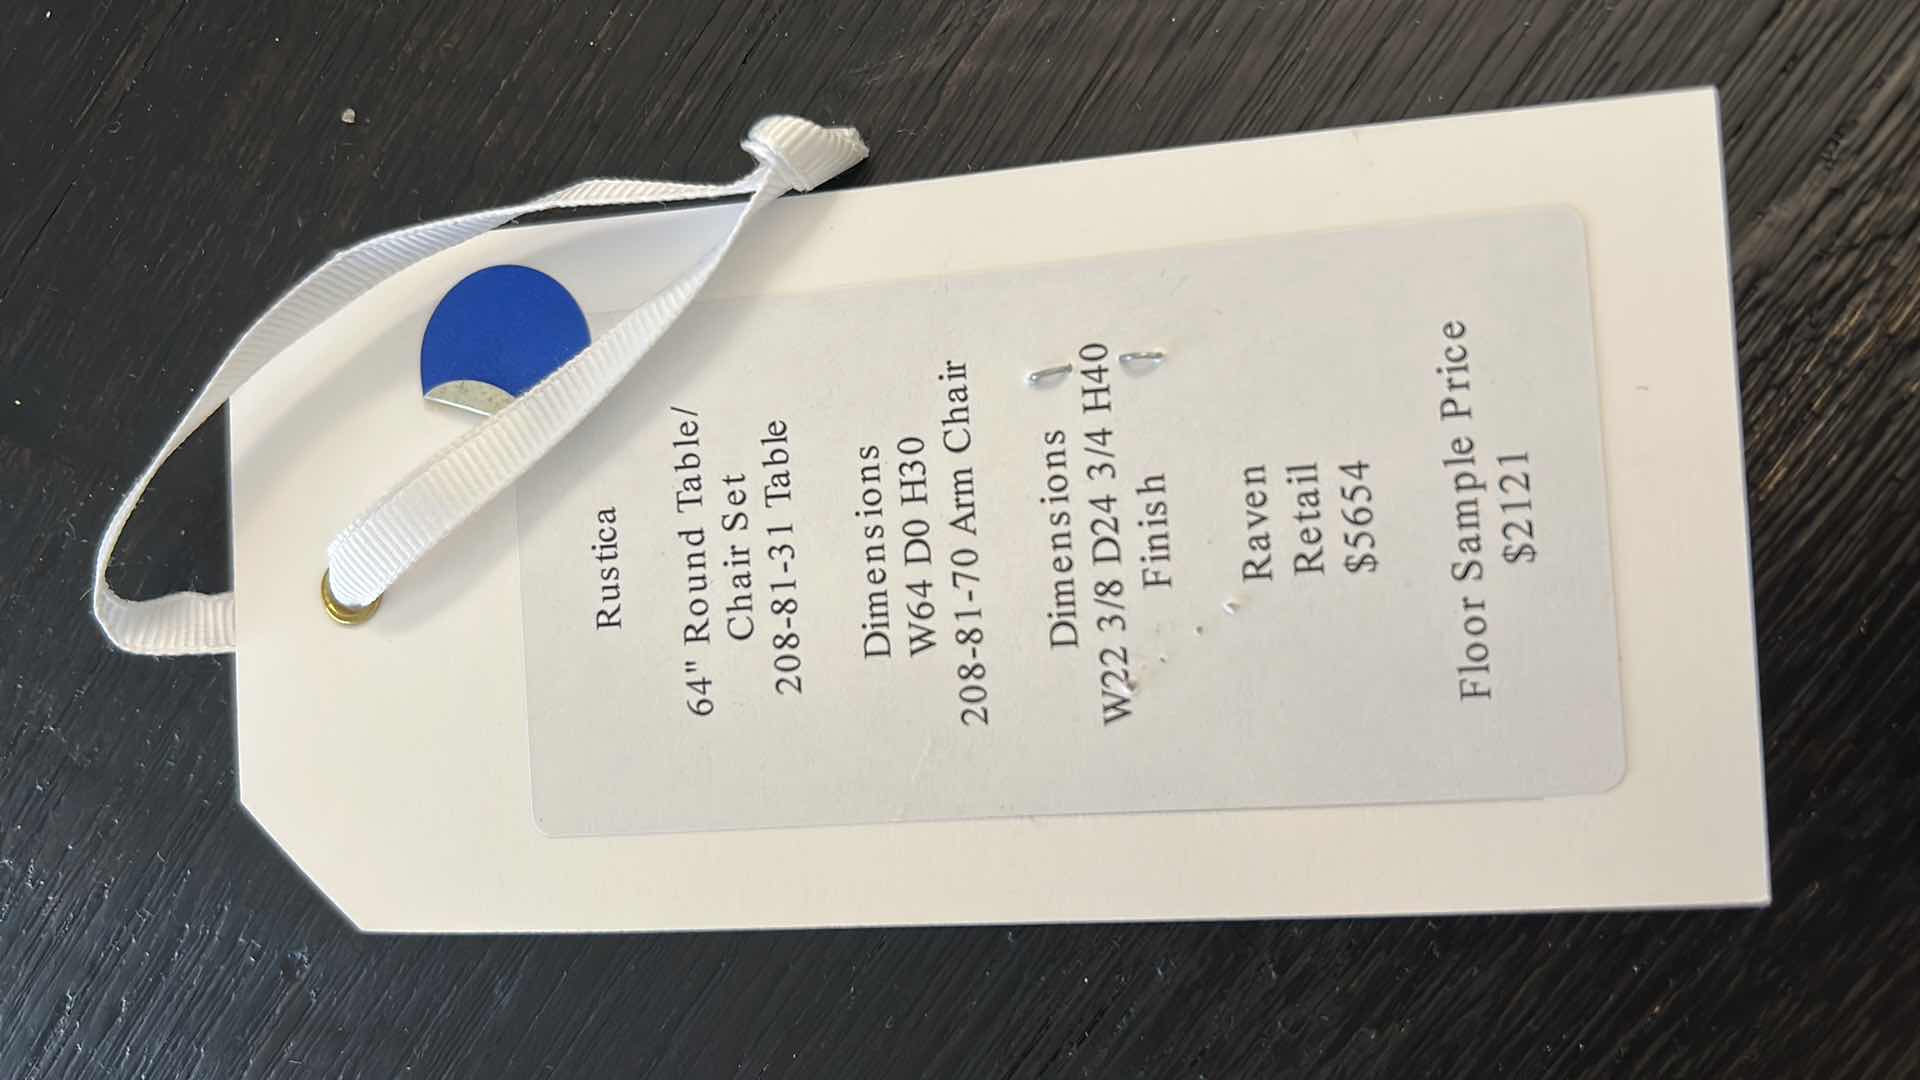 Rustica
64" Round Table/
Chair Set
208-81-31 Table
Dimensions
W64 D0 H30
208-81-70 Arm Chair
Dimensions
W22 3/8 D24 3/4 H40
Finish
Raven
Retail
$5654
Floor Sample Price
$2121